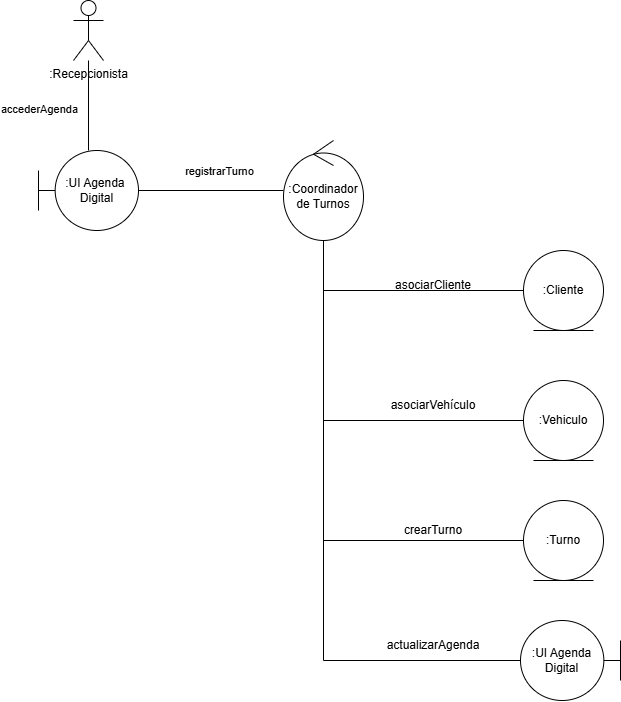 :Recepcionista
accederAgenda
registrarTurno
:UI Agenda
Digital
:Coordinador
de Turnos
asociarCliente
:Cliente
asociarVehículo
:Vehiculo
crearTurno
:Turno
actualizarAgenda
:UI Agenda
Digital